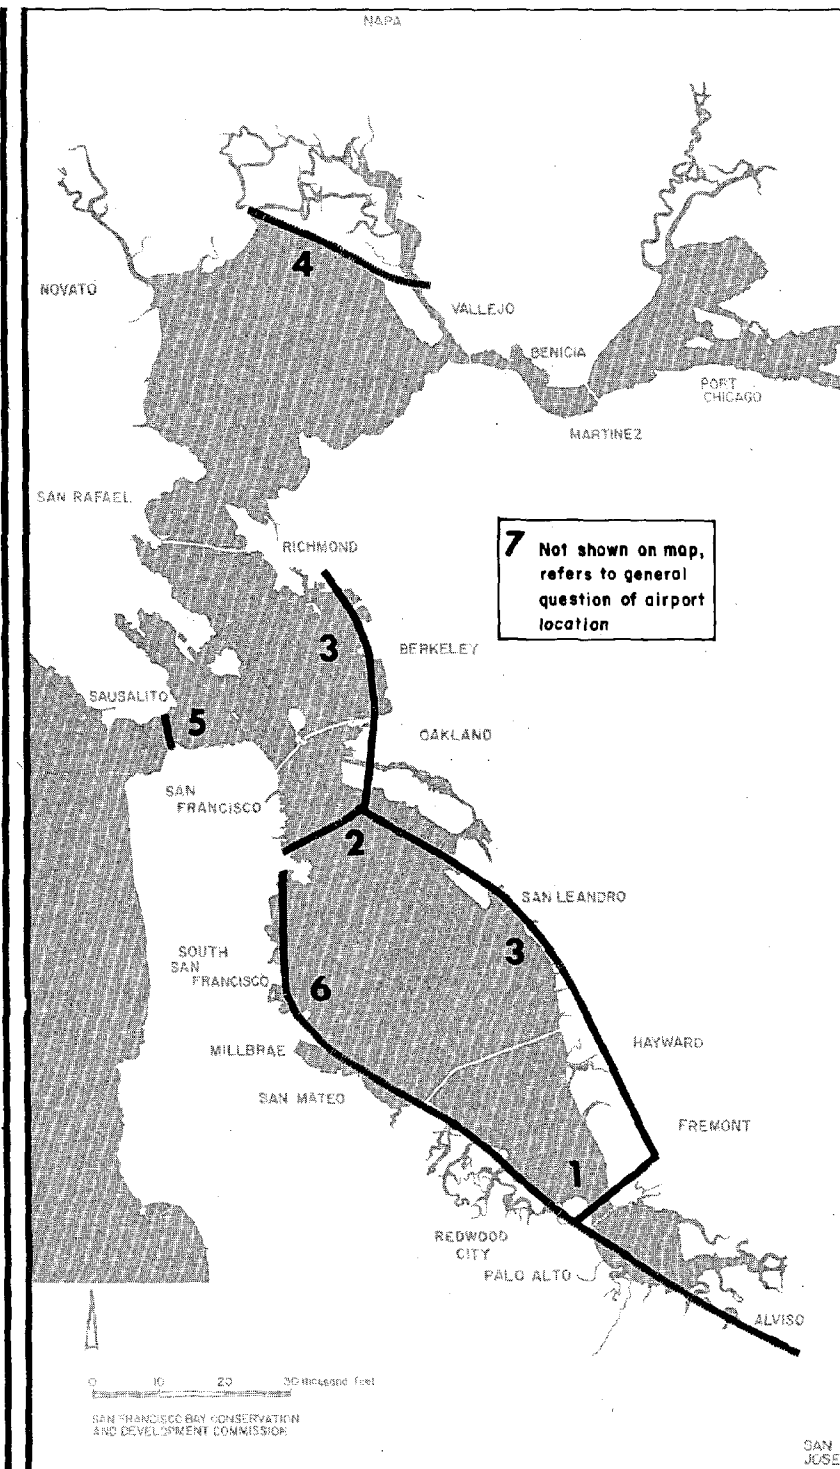 NAPA
NOVATO
4
VALLEJO
BENICIA
PORT
CHICAGO
MARTINEZ
SAN RAFAEL
RICHMOND
7 Not shown on map,
refers to general
question of airport
location
3
BERKELEY
SAUSALITO
5
OAKLAND
SAN
FRANCISCO
2
SAN LEANDRO
3
SOUTH
SAN
FRANCISCO
6
HAYWARD
MILLBRAE
SAN MATEO
FREMONT
1
REDWOOD
CITY
PALO ALTO
ALVISO
0 10 20 30 thousand feet
SAN FRANCISCO BAY CONSERVATION
AND DEVELOPMENT COMMISSION
SAN
JOSE